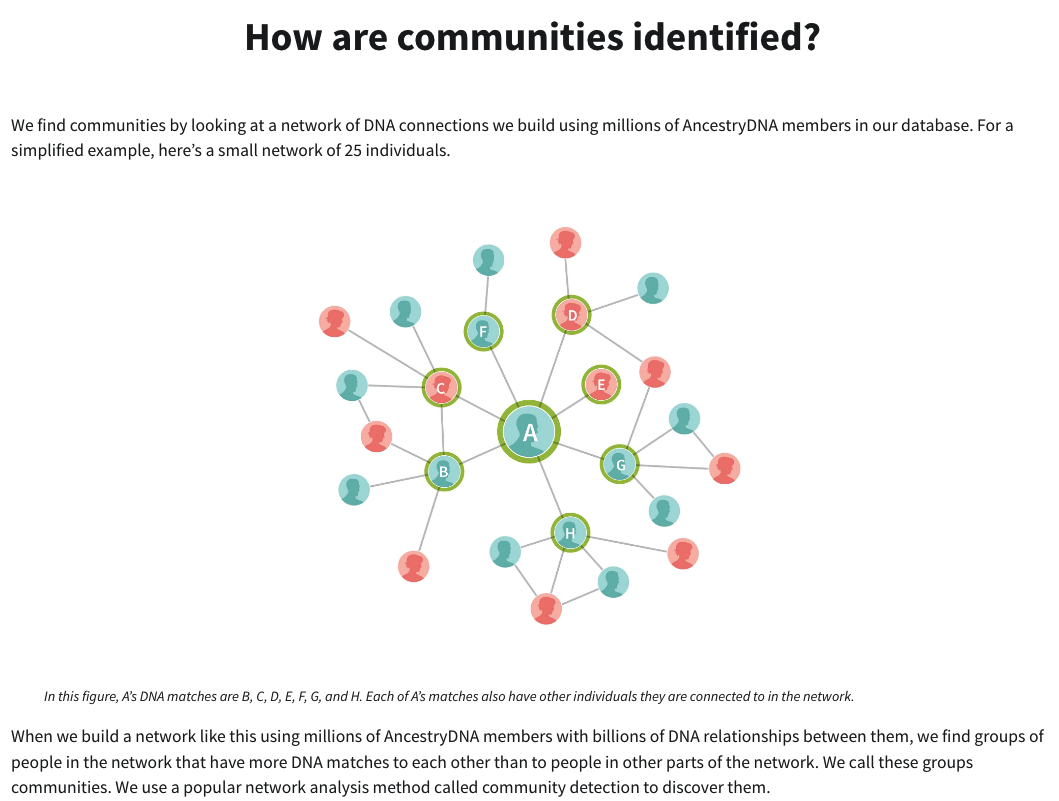 How are communities identified?
We find communities by looking at a network of DNA connections we build using millions of AncestryDNA members in our database. For a
simplified example, here’s a small network of 25 individuals.
F
D
C
E
A
B
G
H
In this figure, A’s DNA matches are B, C, D, E, F, G, and H. Each of A’s matches also have other individuals they are connected to in the network.
When we build a network like this using millions of AncestryDNA members with billions of DNA relationships between them, we find groups of
people in the network that have more DNA matches to each other than to people in other parts of the network. We call these groups
communities. We use a popular network analysis method called community detection to discover them.